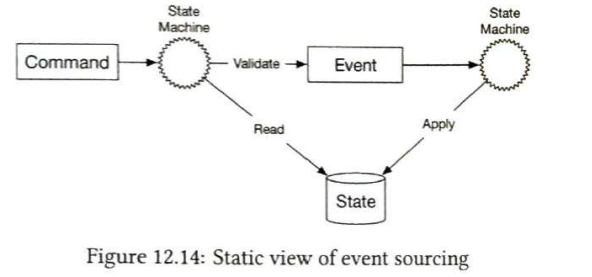 State
Machine
State
Machine
Command
Validate
Event
Read
Apply
State
Figure 12.14: Static view of event sourcing